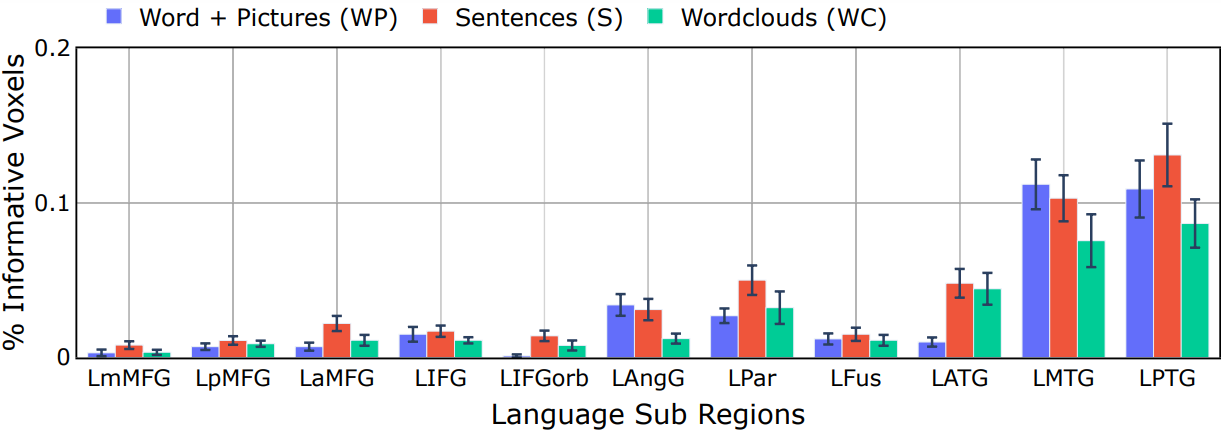 Word + Pictures (WP) Sentences (S) Wordclouds (WC)
% Informative Voxels
0.2
0.1
0
LmMFG LpMFG LaMFG LIFG LIFGorb LAngG LPar LFus LATG LMTG LPTG
Language Sub Regions